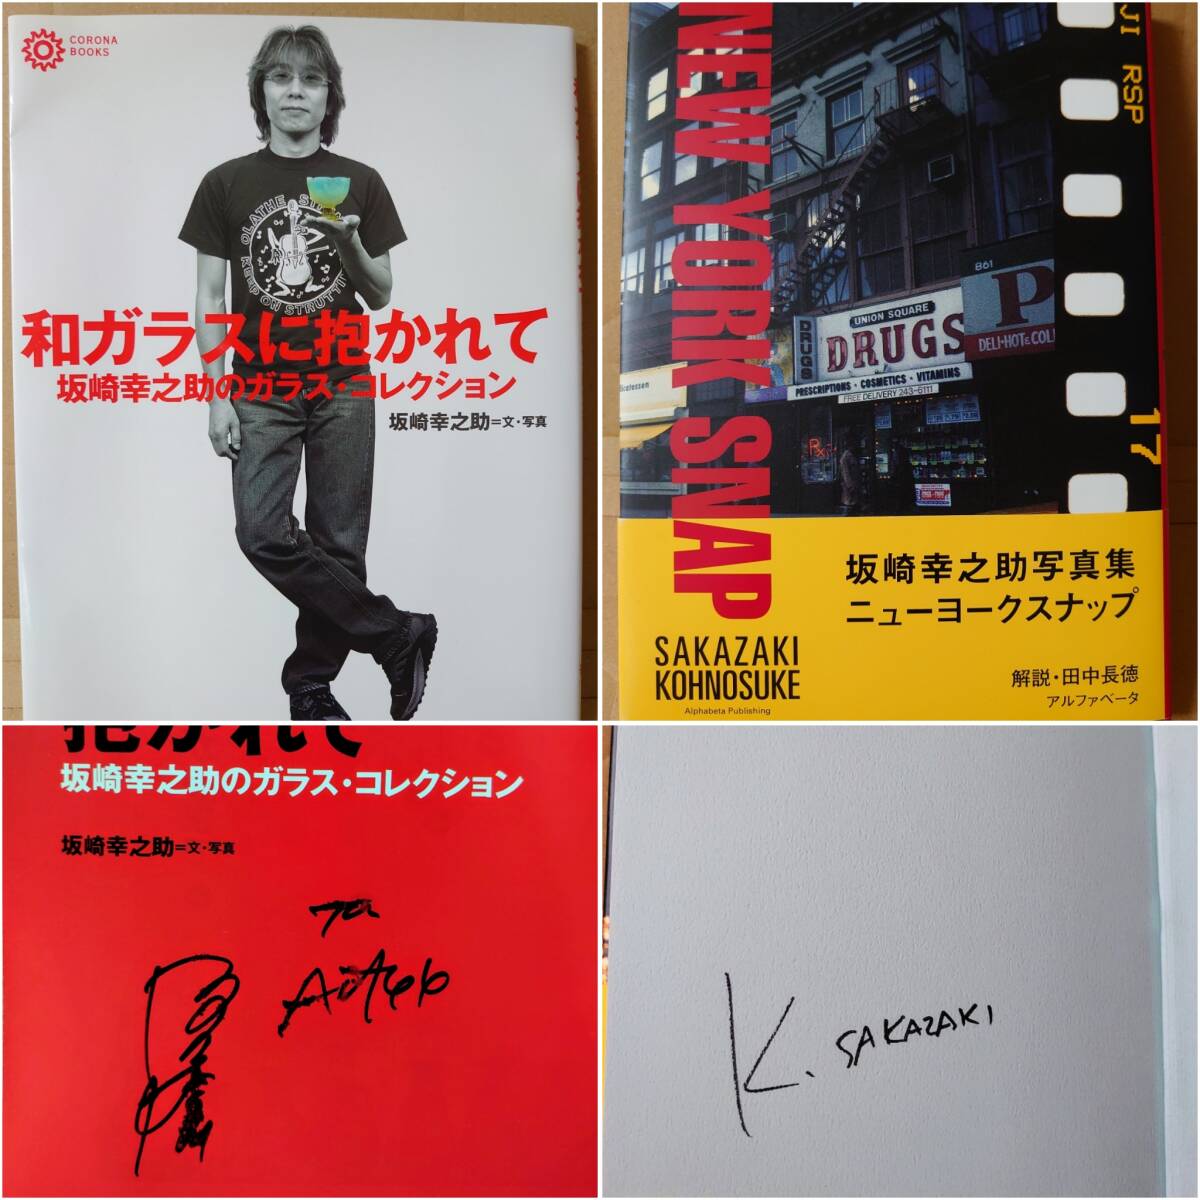 CORONA
BOOKS
OLATHE
KEEP ON STRUTTIN
和ガラスに抱かれて
坂崎幸之助のガラス・コレクション
坂崎幸之助=文・写真
NEW YORK SNAP
JI RSP
17
861
P
DELI•HOT&COL
UNION SQUARE
DRUGS
DRUGS
PRESCRIPTIONS • COSMETICS • VITAMINS
FREE DELIVERY 243-6111
Rx
坂崎幸之助写真集
ニューヨークスナップ
SAKAZAKI
KOHNOSUKE
Alphabeta Publishing
解説・田中長徳
アルファベータ
抱かれて
坂崎幸之助のガラス・コレクション
坂崎幸之助=文・写真
To
K. SAKAZAKI